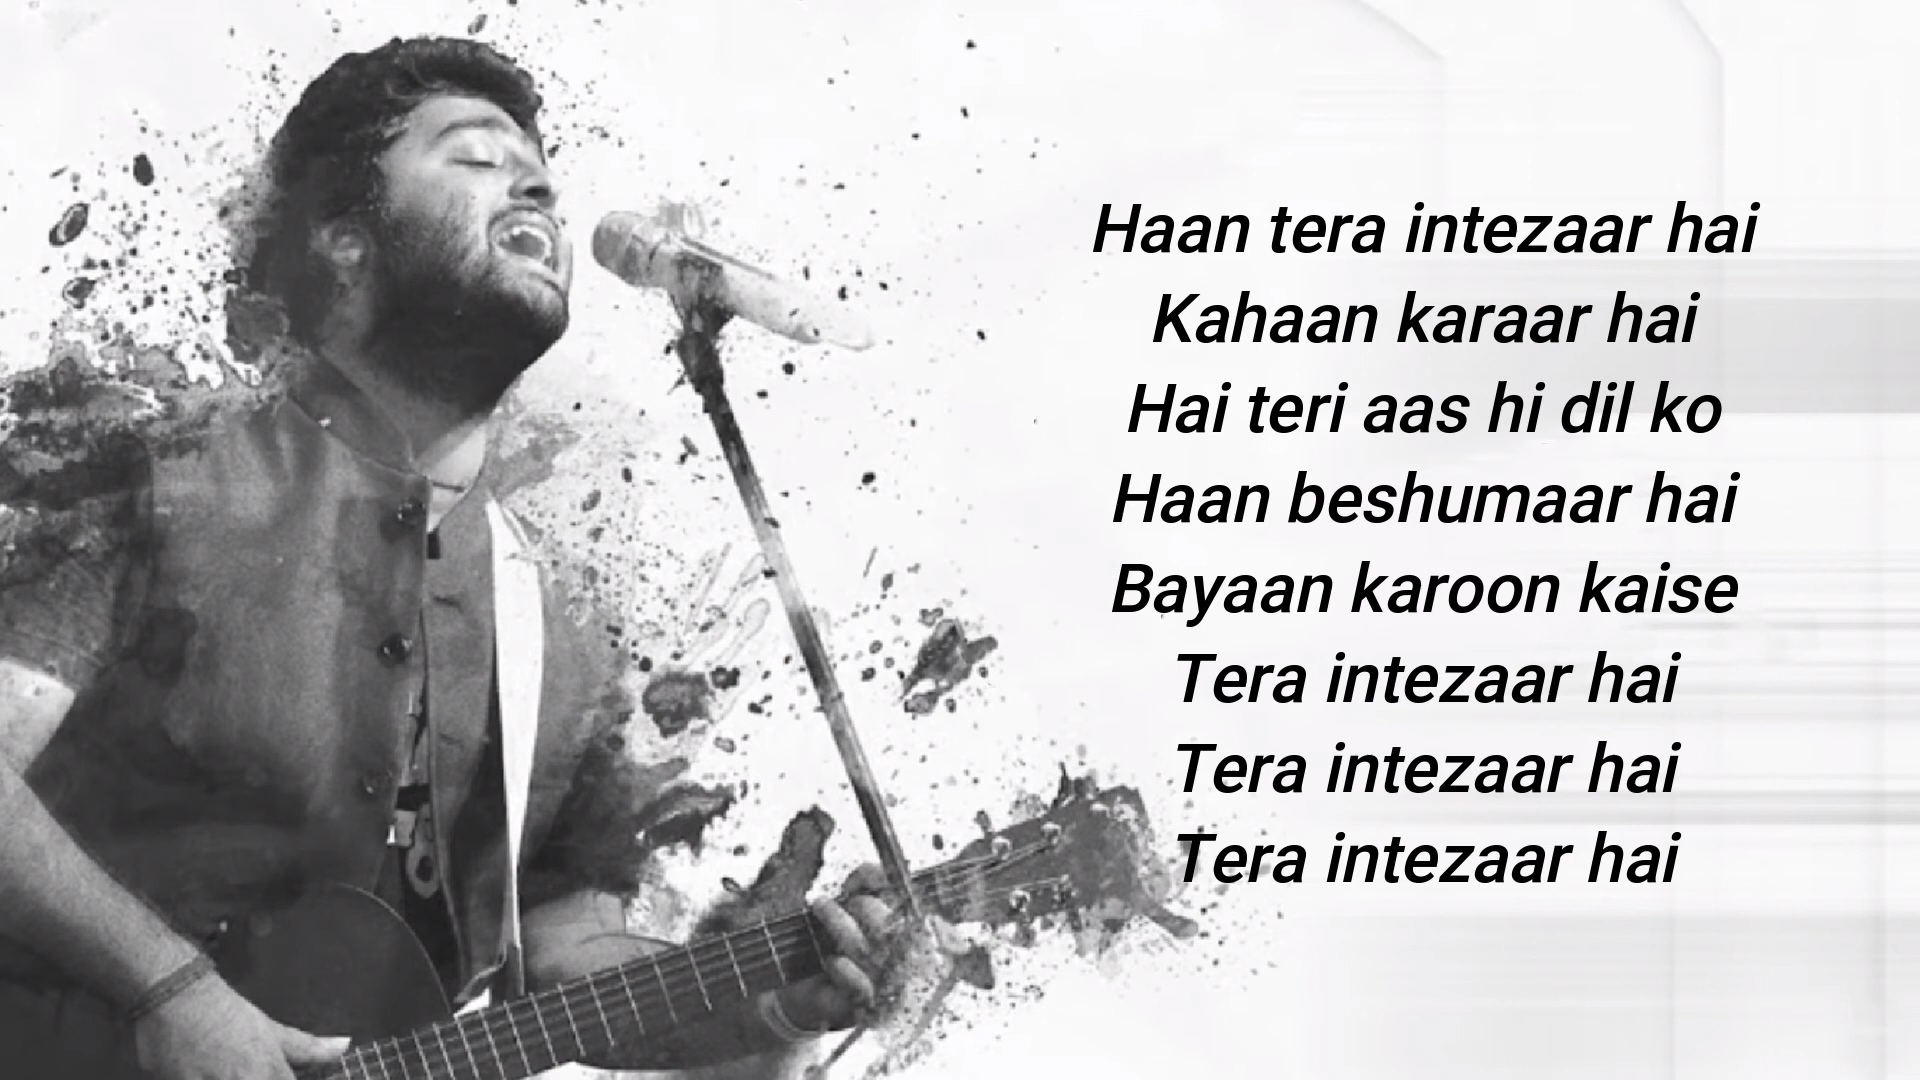 Haan tera intezaar hai
Kahaan karaar hai
Hai teri aas hi dil ko
Haan beshumaar hai
Bayaan karoon kaise
Tera intezaar hai
Tera intezaar hai
Tera intezaar hai